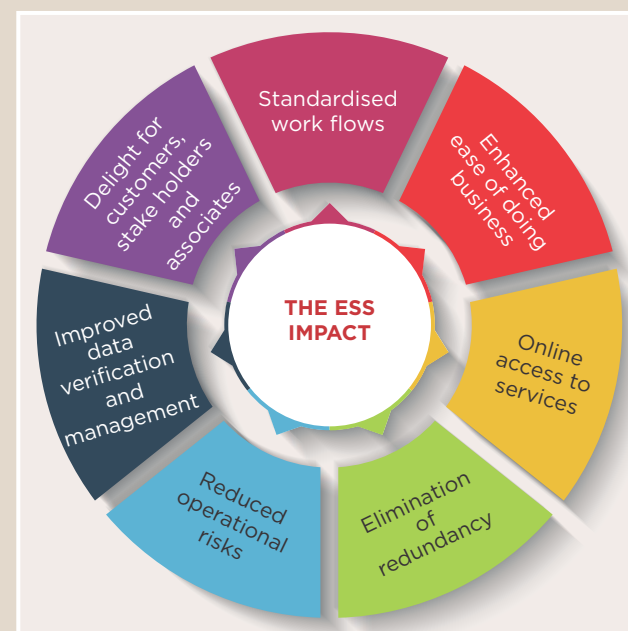 Standardised
work flows
Enhanced
ease of doing
business
Online
access to
services
Elimination
of
redundancy
Reduced
operational
risks
Improved
data
verification
and
management
Delight for
customers,
stake holders
and
associates
THE ESS
IMPACT